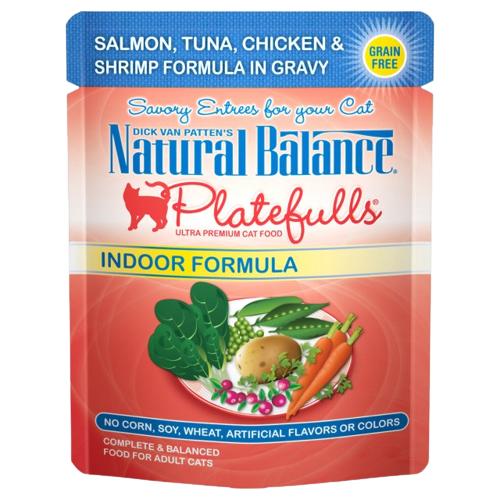 SALMON, TUNA, CHICKEN &
SHRIMP FORMULA IN GRAVY
GRAIN
FREE
Savory Entrees for your Cat
DICK VAN PATTEN'S
Natural Balance®
Platefulls®
ULTRA PREMIUM CAT FOOD
INDOOR FORMULA
NO CORN, SOY, WHEAT, ARTIFICIAL FLAVORS OR COLORS
COMPLETE & BALANCED
FOOD FOR ADULT CATS